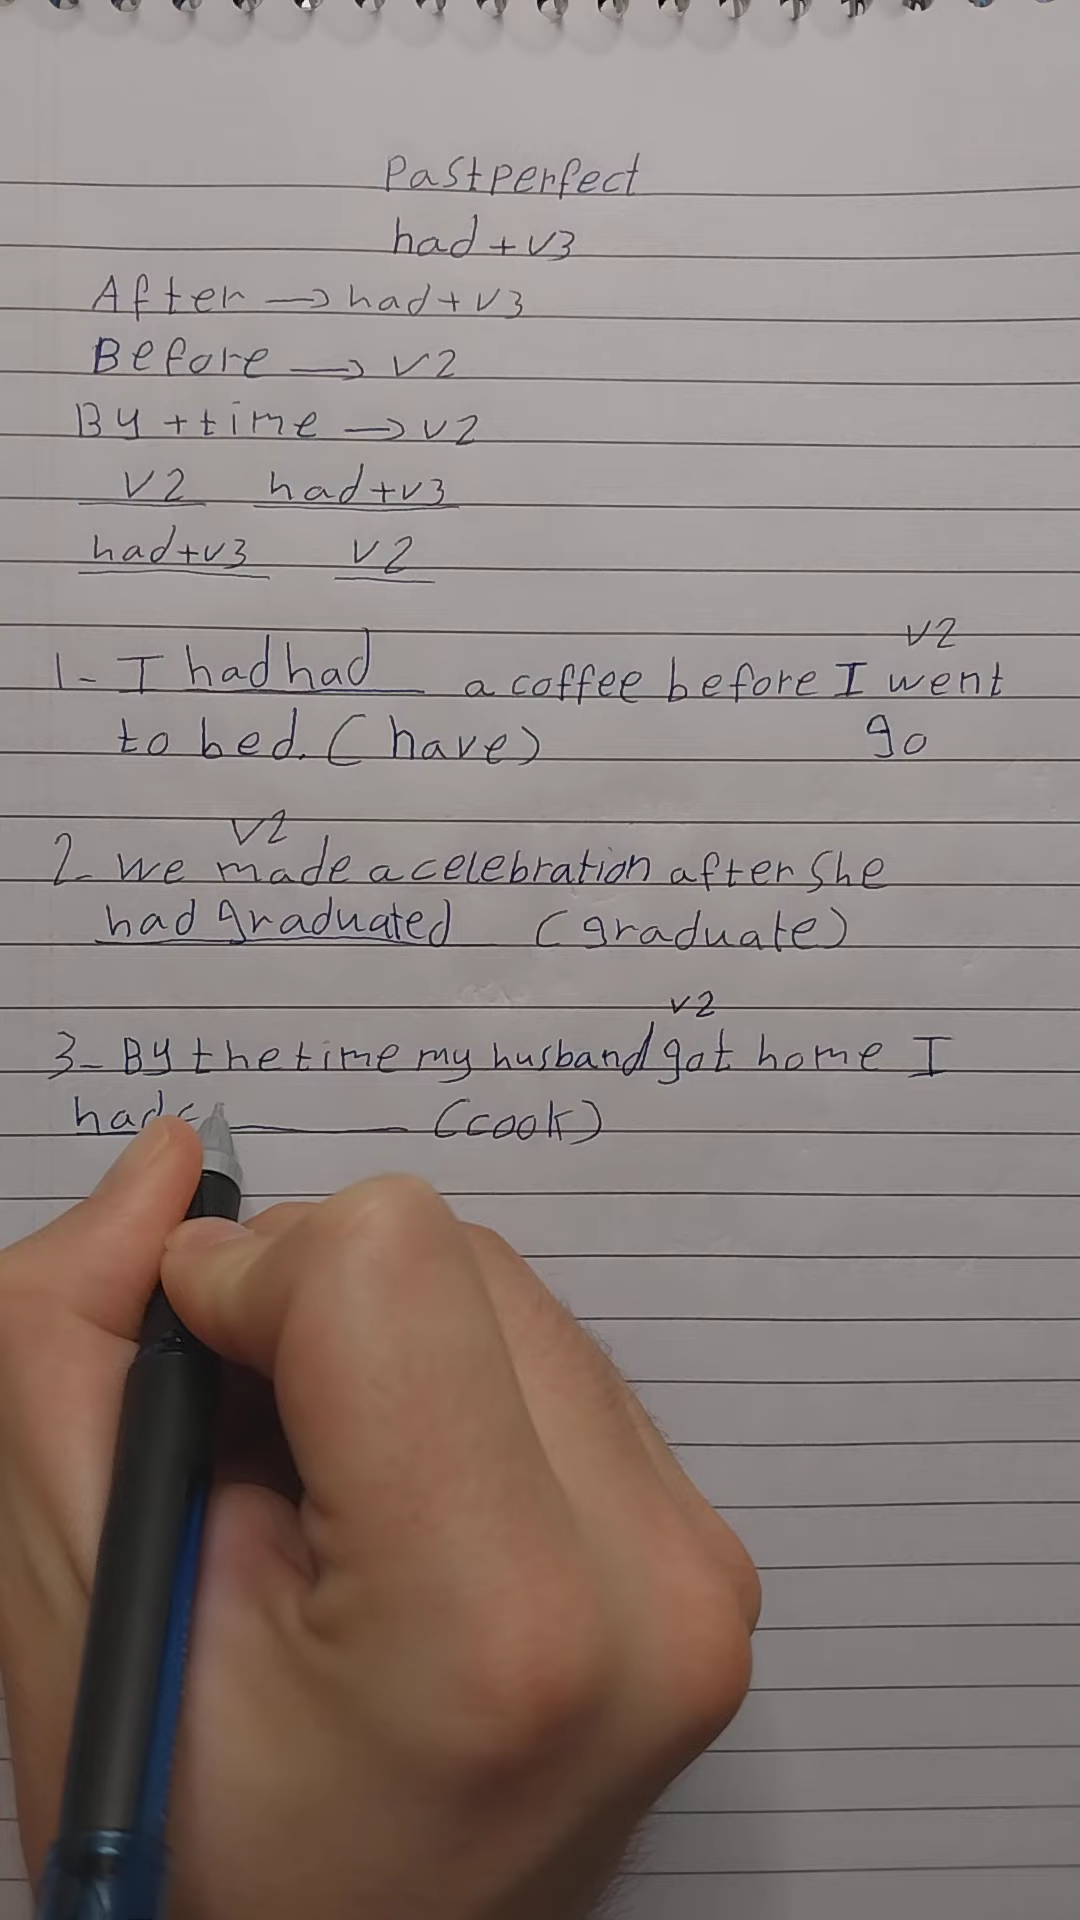 Past perfect
had + v3
After → had + v3
Before → v2
By + time → v2
v2 had+v3
had+v3 v2
v2
1- I had had a coffee before I went
to bed. (have) go
v2
2- we made a celebration after she
had graduated (graduate)
v2
3- By the time my husband got home I
had c (cook)